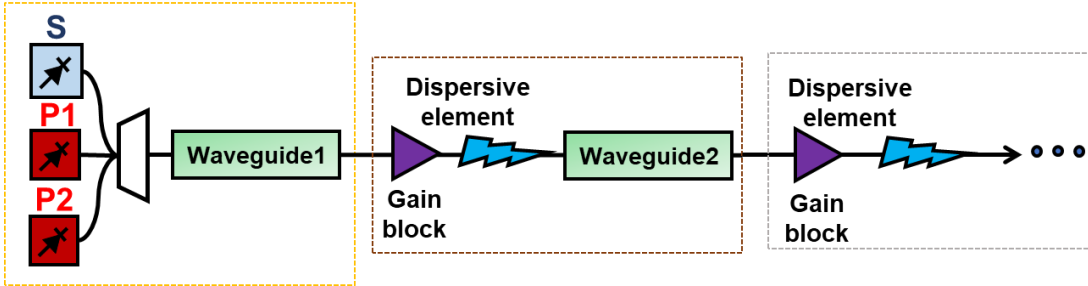 S
P1
P2
Waveguide1
Dispersive
element
Gain
block
Waveguide2
Dispersive
element
Gain
block